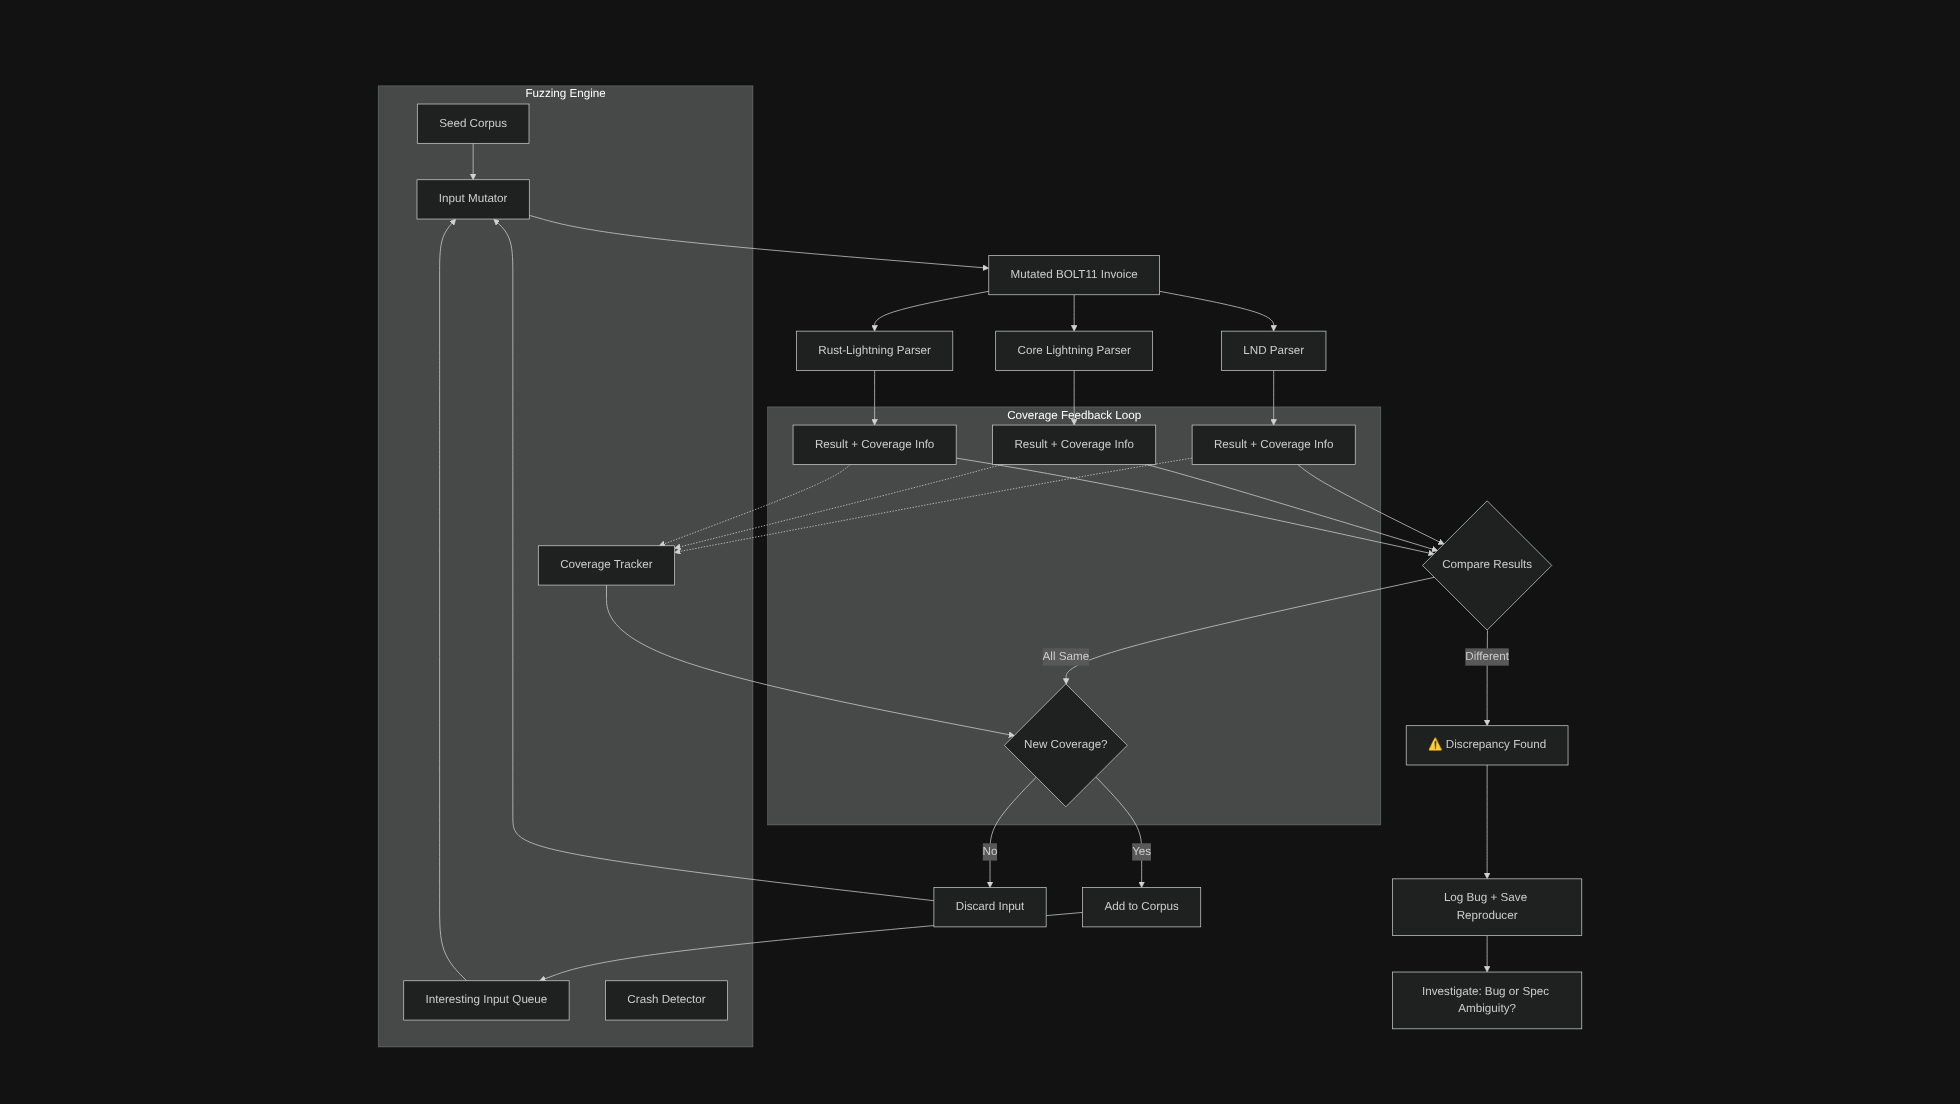 Fuzzing Engine
Seed Corpus
Input Mutator
Mutated BOLT11 Invoice
Rust-Lightning Parser
Core Lightning Parser
LND Parser
Coverage Feedback Loop
Result + Coverage Info
Result + Coverage Info
Result + Coverage Info
Coverage Tracker
Compare Results
All Same
Different
New Coverage?
⚠️ Discrepancy Found
No
Yes
Discard Input
Add to Corpus
Log Bug + Save
Reproducer
Interesting Input Queue
Crash Detector
Investigate: Bug or Spec
Ambiguity?